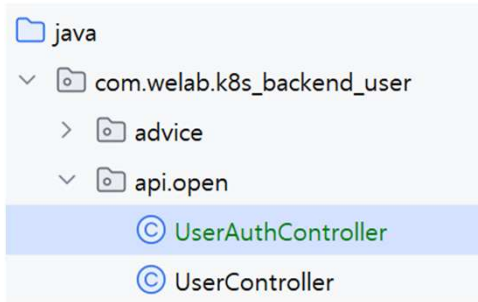 java
com.welab.k8s_backend_user
advice
api.open
UserAuthController
UserController